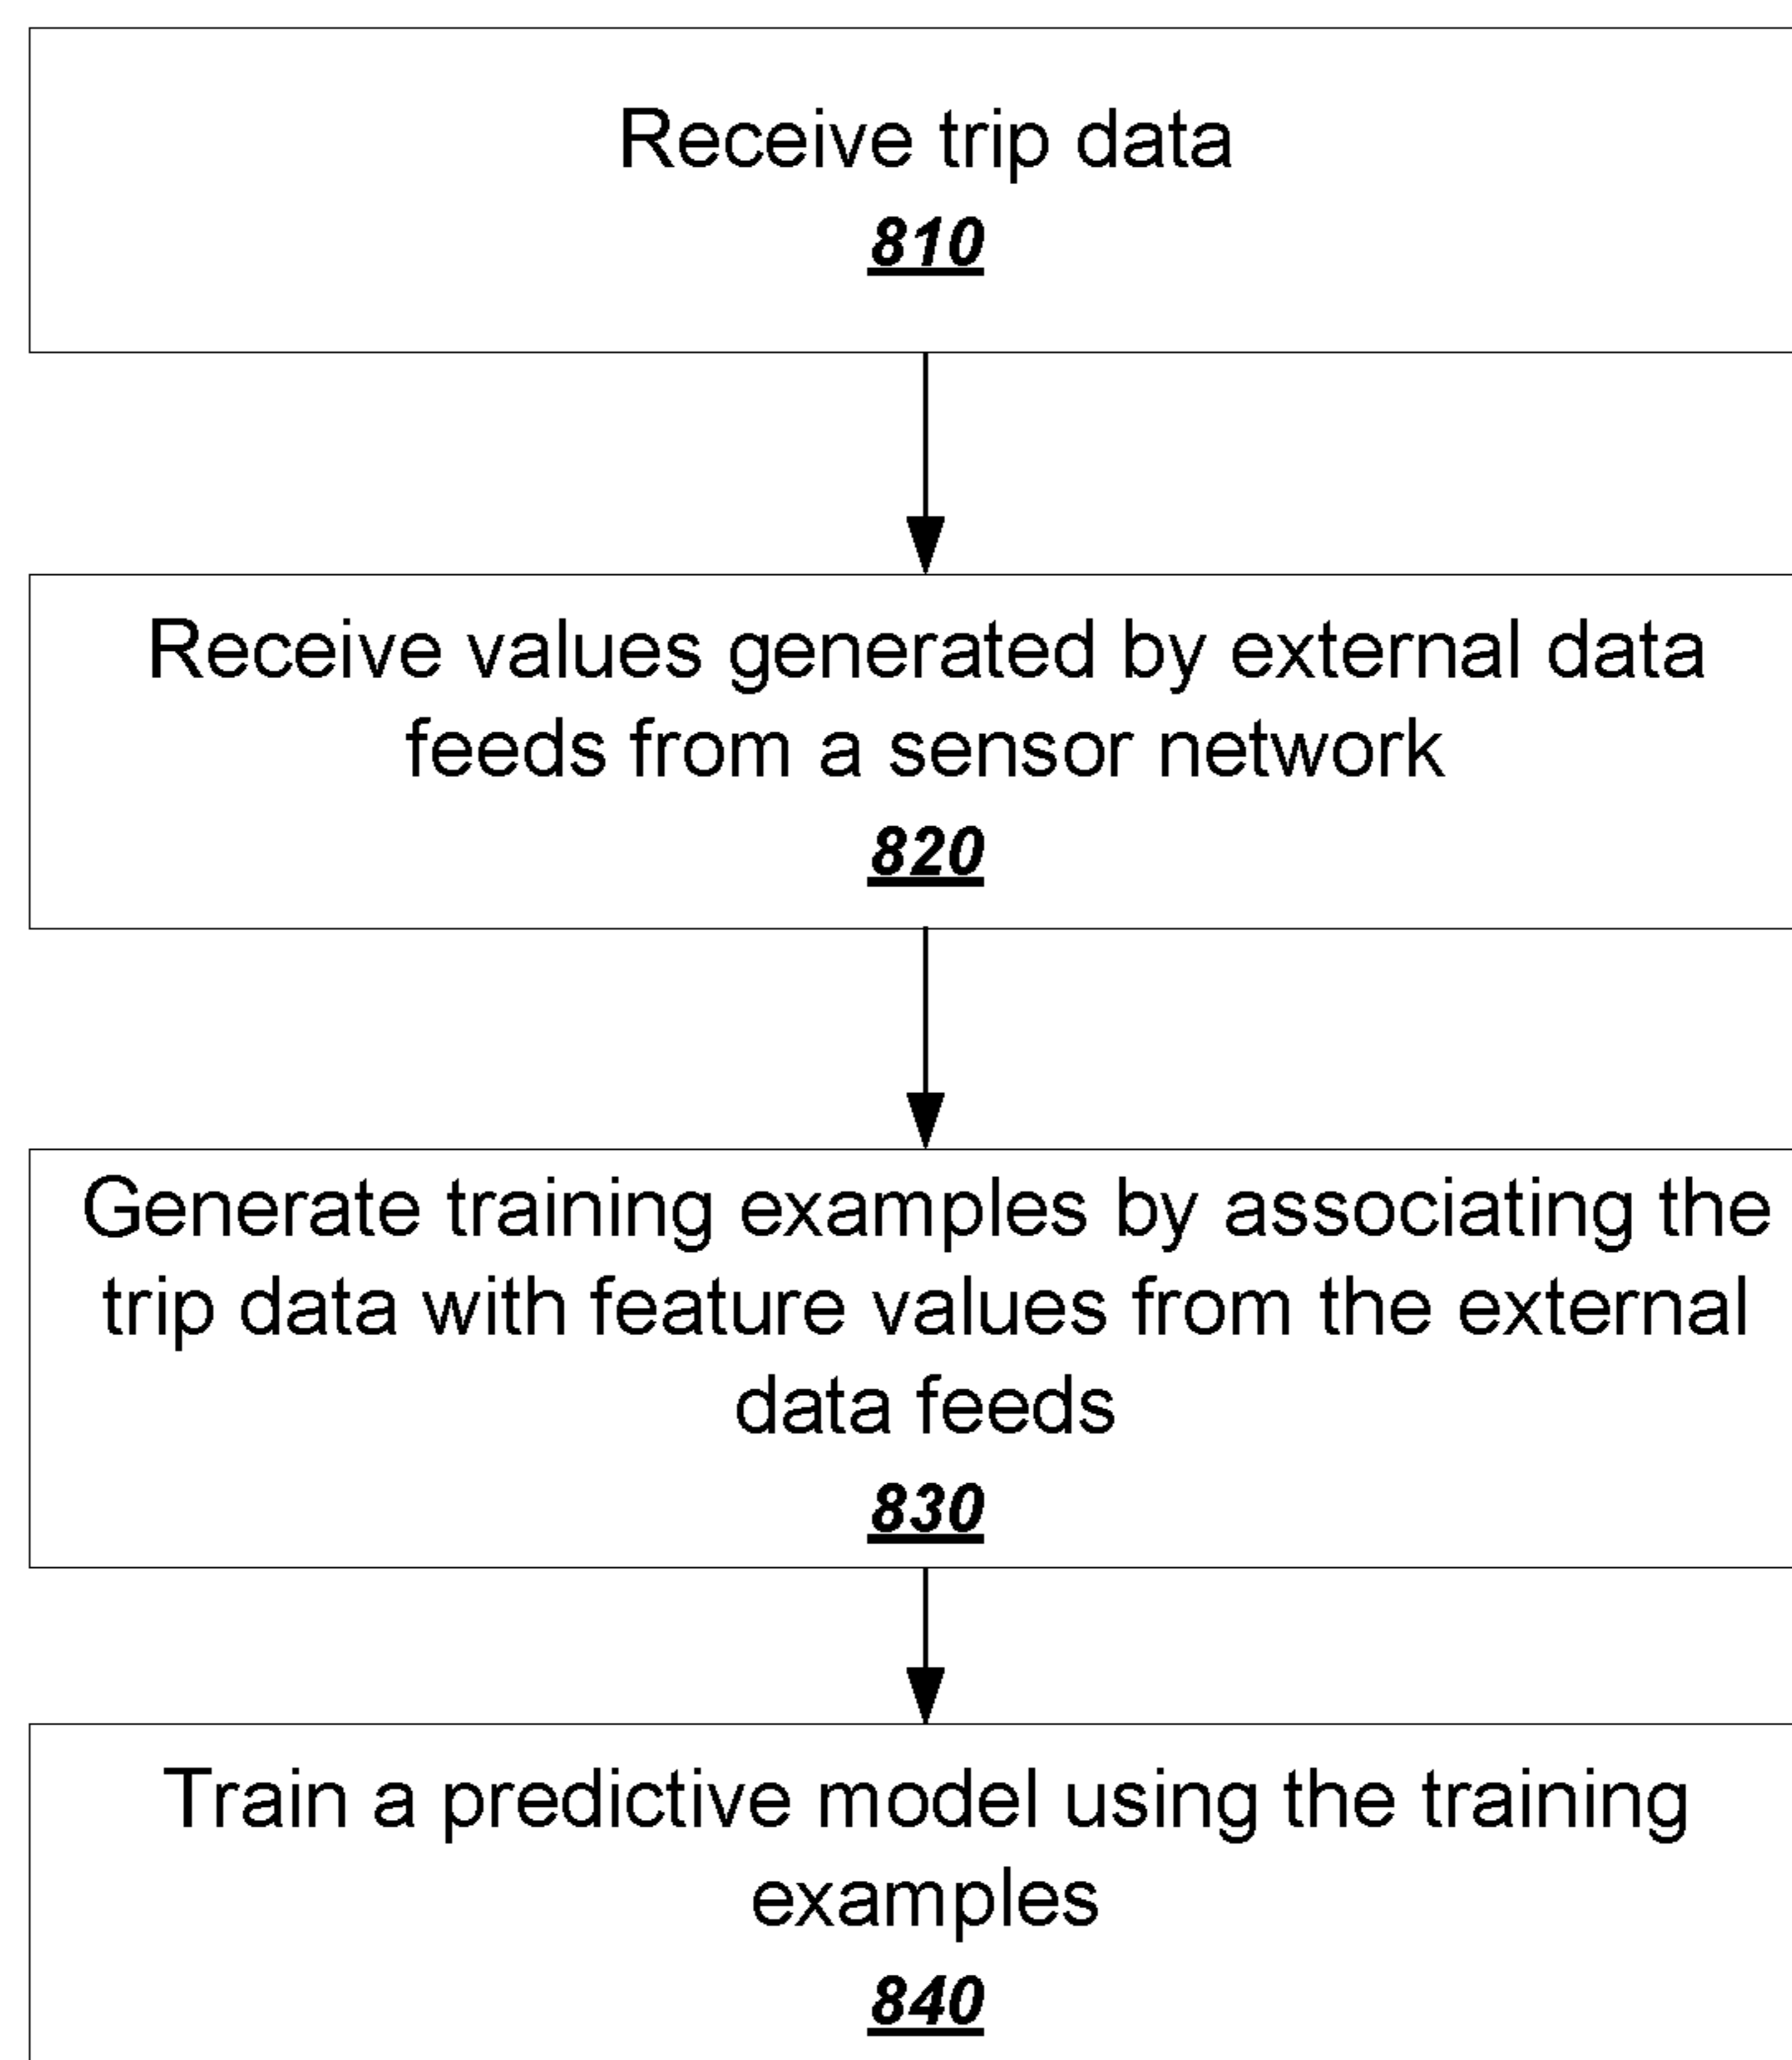 Receive trip data
810
Receive values generated by external data
feeds from a sensor network
820
Generate training examples by associating the
trip data with feature values from the external
data feeds
830
Train a predictive model using the training
examples
840